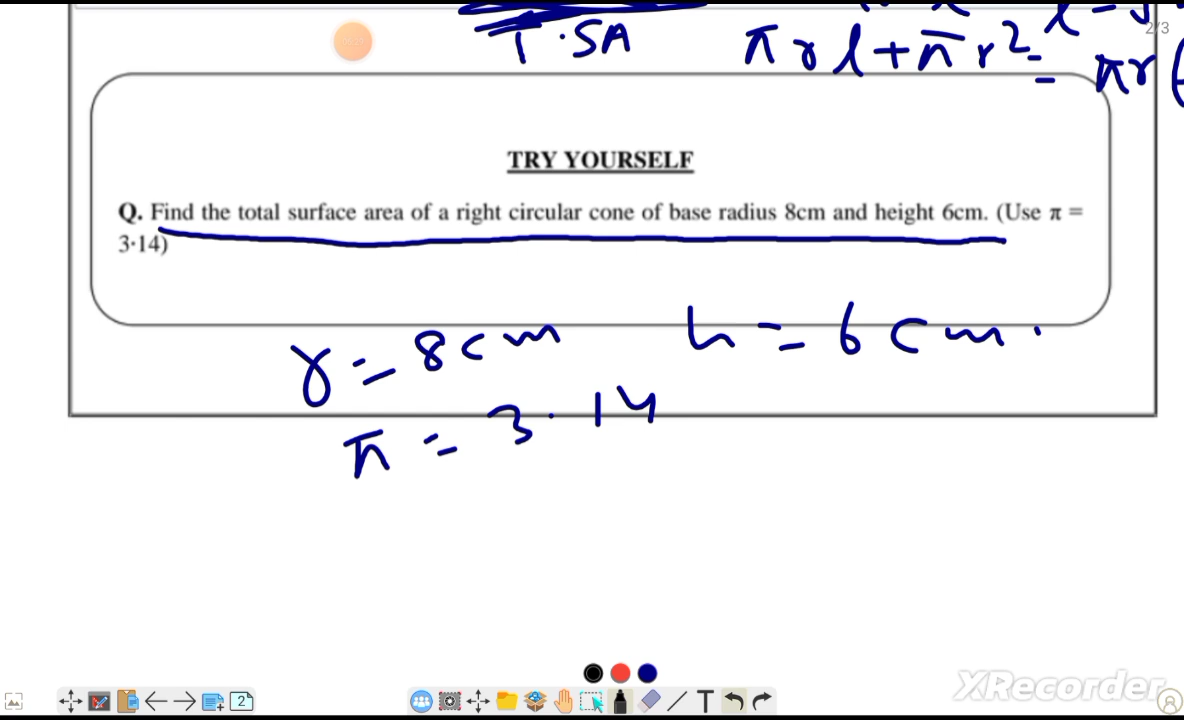 T.SA πrl+πr²= πr(
2/3
TRY YOURSELF
Q. Find the total surface area of a right circular cone of base radius 8cm and height 6cm. (Use π =
3·14)
r = 8cm h = 6cm.
π = 3.14
2
T
XRecorder